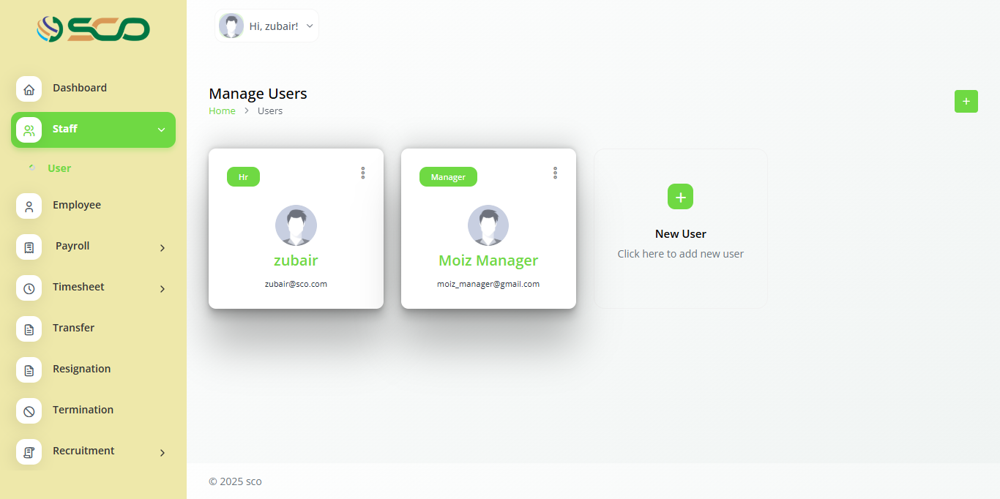 SCO
Hi, zubair!
Dashboard
Staff
User
Employee
Payroll
Timesheet
Transfer
Resignation
Termination
Recruitment
Manage Users
Home > Users
Hr
zubair
zubair@sco.com
Manager
Moiz Manager
moiz_manager@gmail.com
New User
Click here to add new user
© 2025 sco